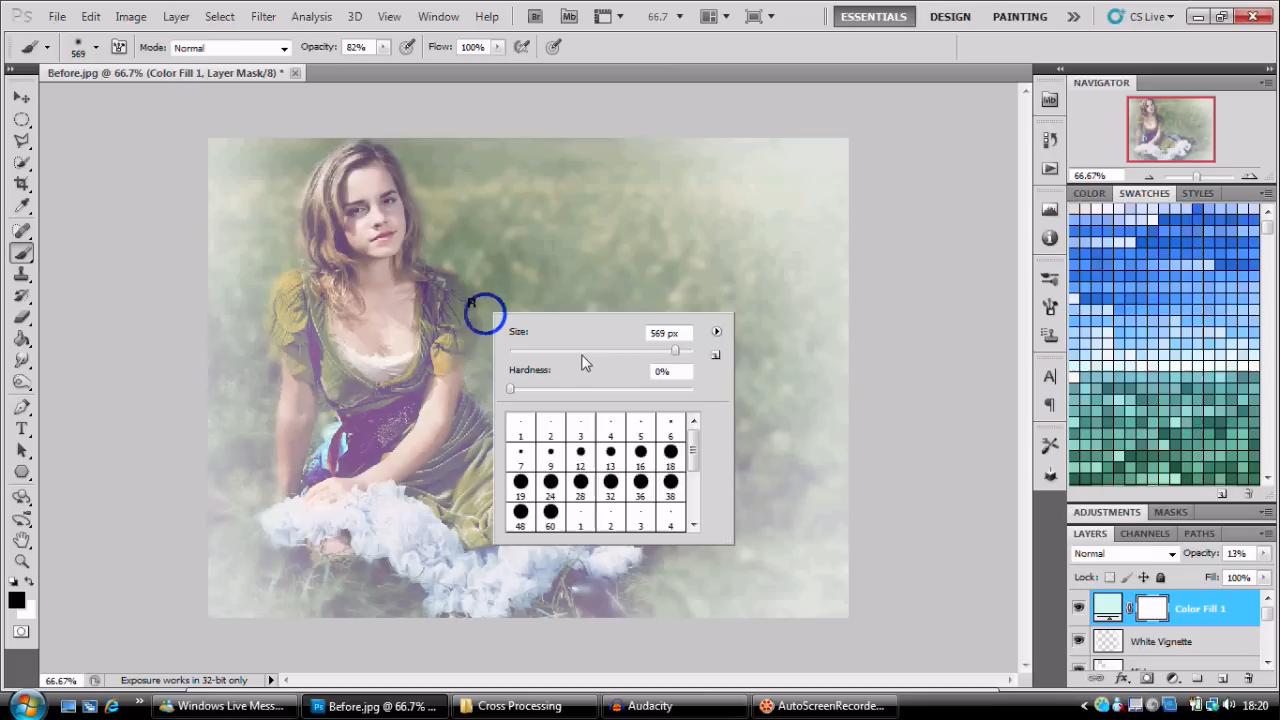 Ps File Edit Image Layer Select Filter Analysis 3D View Window Help Br Mb 66.7 ESSENTIALS DESIGN PAINTING CS Live
569 Mode: Normal Opacity: 82% Flow: 100%
Before.jpg @ 66.7% (Color Fill 1, Layer Mask/8) *
NAVIGATOR
Mb
66.67%
COLOR SWATCHES STYLES
R
Size: 569 px
Hardness: 0%
1 2 3 4 5 6
7 9 12 13 16 18
19 24 28 32 36 38
48 60 1 2 3 4
ADJUSTMENTS MASKS
LAYERS CHANNELS PATHS
Normal Opacity: 13%
Lock: Fill: 100%
Color Fill 1
White Vignette
66.67% Exposure works in 32-bit only
Windows Live Mess... Before.jpg @ 66.7% ... Cross Processing Audacity AutoScreenRecorde... 18:20